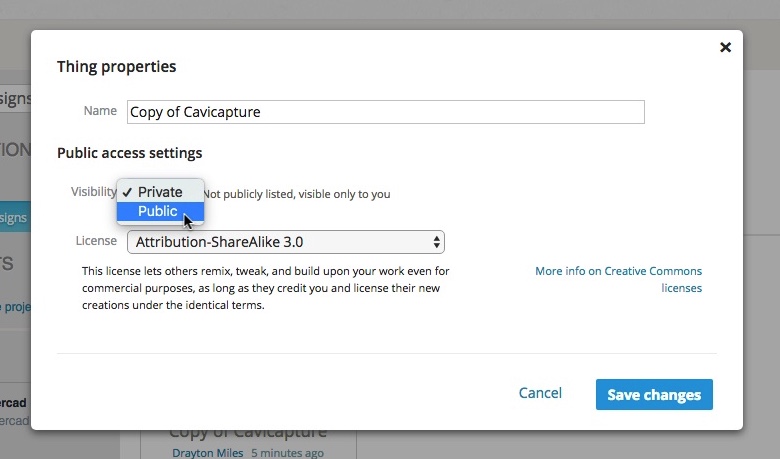 Thing properties
Name Copy of Cavicapture
Public access settings
Visibility ✓ Private Not publicly listed, visible only to you
Public
License Attribution-ShareAlike 3.0
This license lets others remix, tweak, and build upon your work even for
commercial purposes, as long as they credit you and license their new
creations under the identical terms.
More info on Creative Commons
licenses
Cancel Save changes
signs
ION
signs
TS
e proje
ercad
ercad
Copy of Cavicapture
Drayton Miles 5 minutes ago